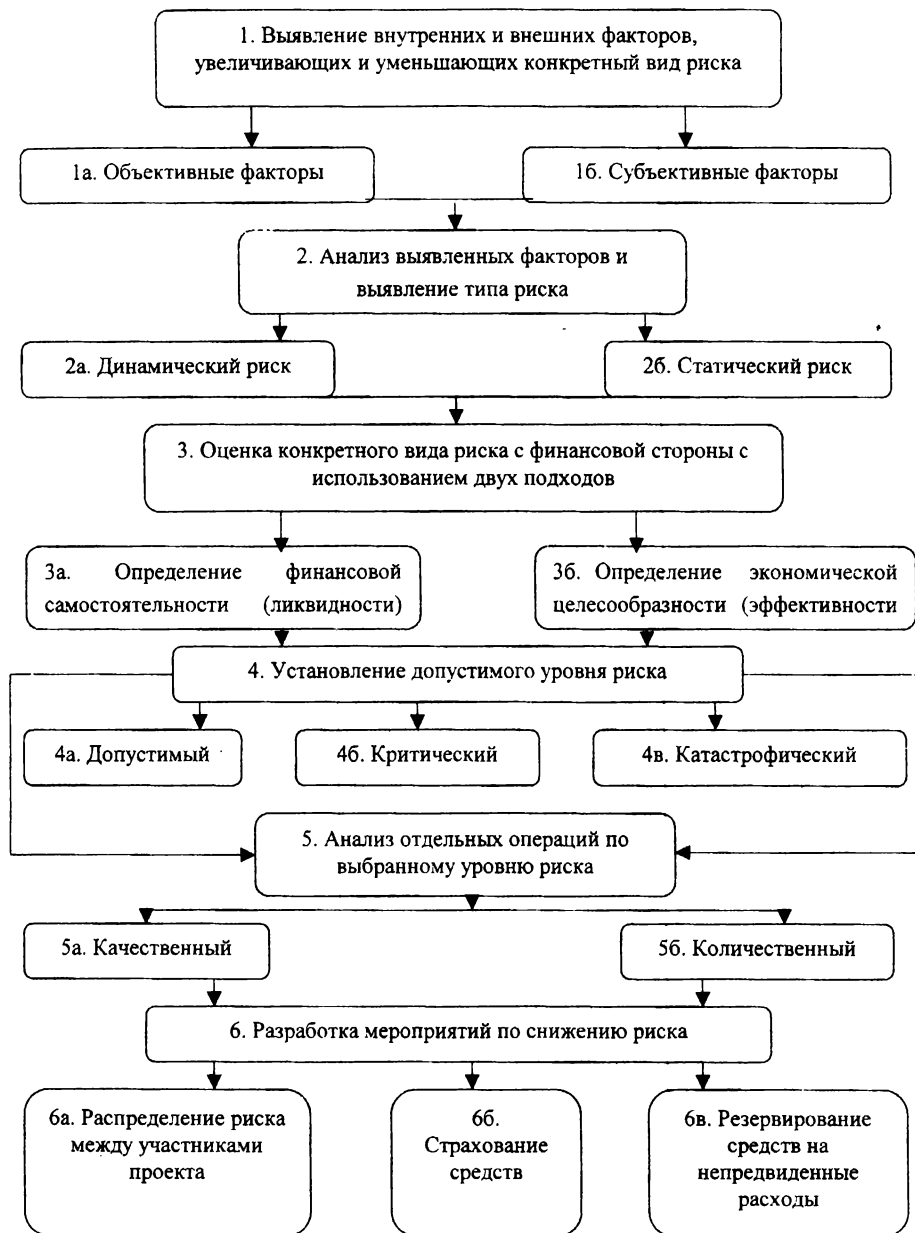 1. Выявление внутренних и внешних факторов,
увеличивающих и уменьшающих конкретный вид риска
1а. Объективные факторы
1б. Субъективные факторы
2. Анализ выявленных факторов и
выявление типа риска
2а. Динамический риск
2б. Статический риск
3. Оценка конкретного вида риска с финансовой стороны с
использованием двух подходов
3а. Определение финансовой
самостоятельности (ликвидности)
3б. Определение экономической
целесообразности (эффективности
4. Установление допустимого уровня риска
4а. Допустимый
4б. Критический
4в. Катастрофический
5. Анализ отдельных операций по
выбранному уровню риска
5а. Качественный
5б. Количественный
6. Разработка мероприятий по снижению риска
6а. Распределение риска
между участниками
проекта
6б.
Страхование
средств
6в. Резервирование
средств на
непредвиденные
расходы